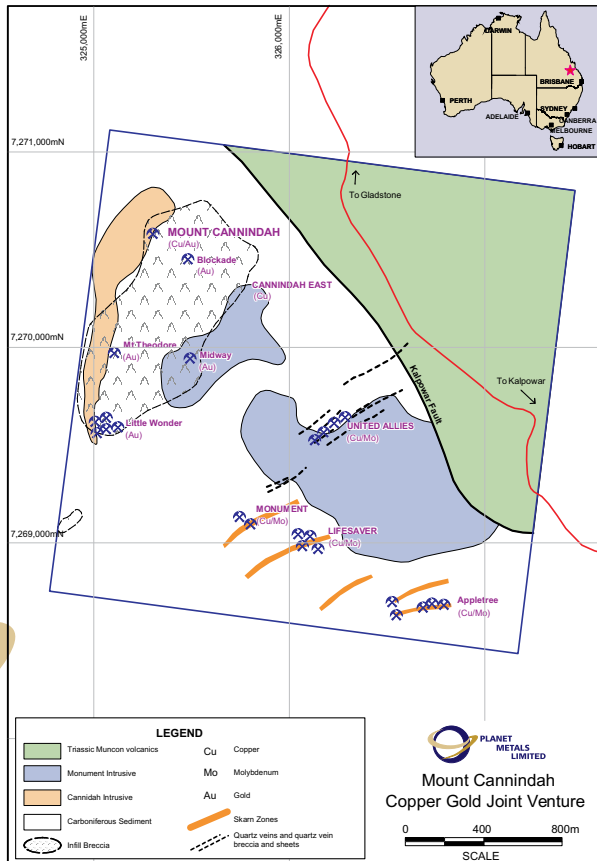 325,000mE
326,000mE
DARWIN
BRISBANE
PERTH
SYDNEY
ADELAIDE
CANBERRA
MELBOURNE
HOBART
7,271,000mN
To Gladstone
MOUNT CANNINDAH
(Cu/Au)
Blockade
(Au)
CANNINDAH EAST
(Cu)
7,270,000mN
Mt Theodore
(Au)
Midway
(Au)
To Kalpowar
Kalpowar Fault
Little Wonder
(Au)
UNITED ALLIES
(Cu/Mo)
MONUMENT
(Cu/Mo)
LIFESAVER
(Cu/Mo)
7,269,000mN
Appletree
(Cu/Mo)
LEGEND
Triassic Muncon volcanics
Cu Copper
Monument Intrusive
Mo Molybdenum
Cannidah Intrusive
Au Gold
Carboniferous Sediment
Skarn Zones
Infill Breccia
Quartz veins and quartz vein
breccia and sheets
PLANET
METALS
LIMITED
Mount Cannindah
Copper Gold Joint Venture
0 400 800m
SCALE